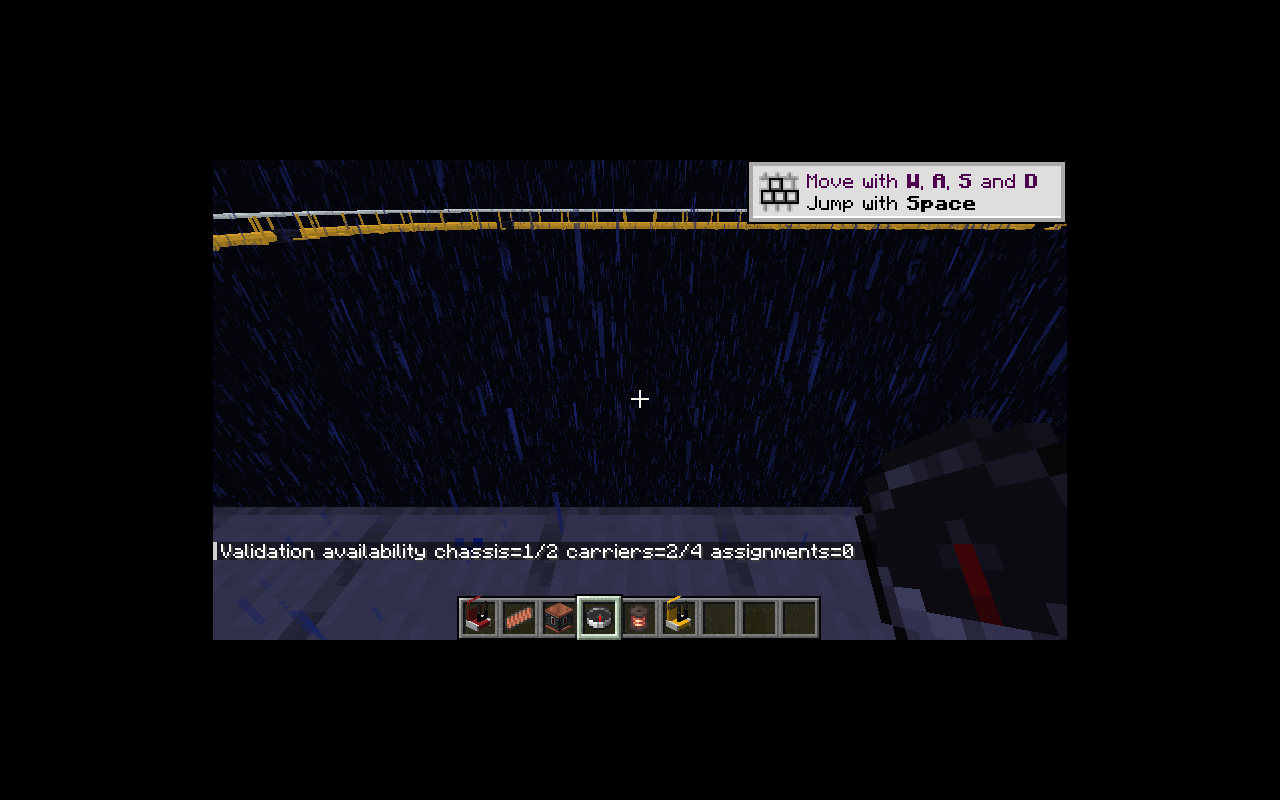 Move with W, A, S and D
Jump with Space
Validation availability chassis=1/2 carriers=2/4 assignments=0